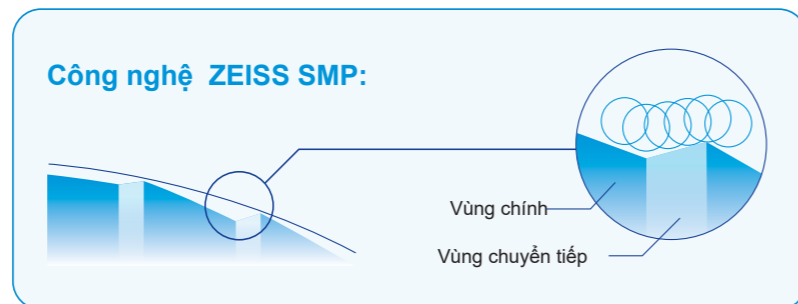 Công nghệ ZEISS SMP:
Vùng chính
Vùng chuyển tiếp